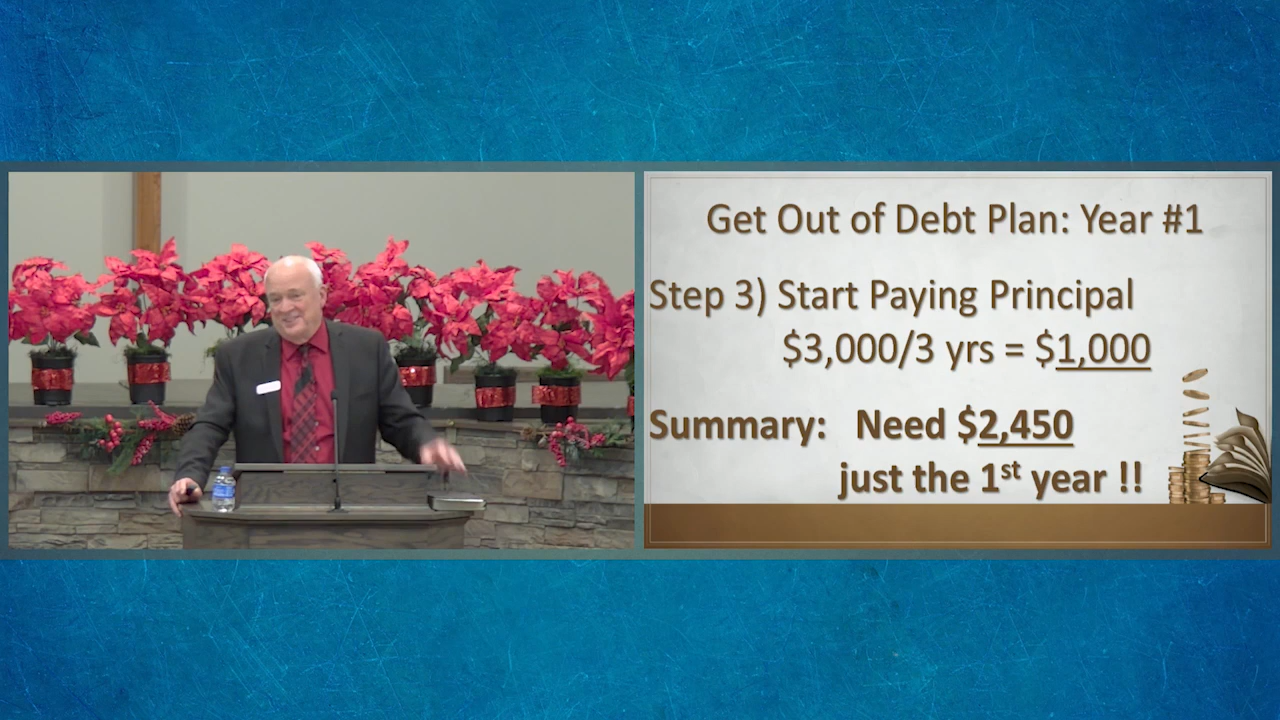 Get Out of Debt Plan: Year #1
Step 3) Start Paying Principal
$3,000/3 yrs = $1,000
Summary: Need $2,450
just the 1st year !!